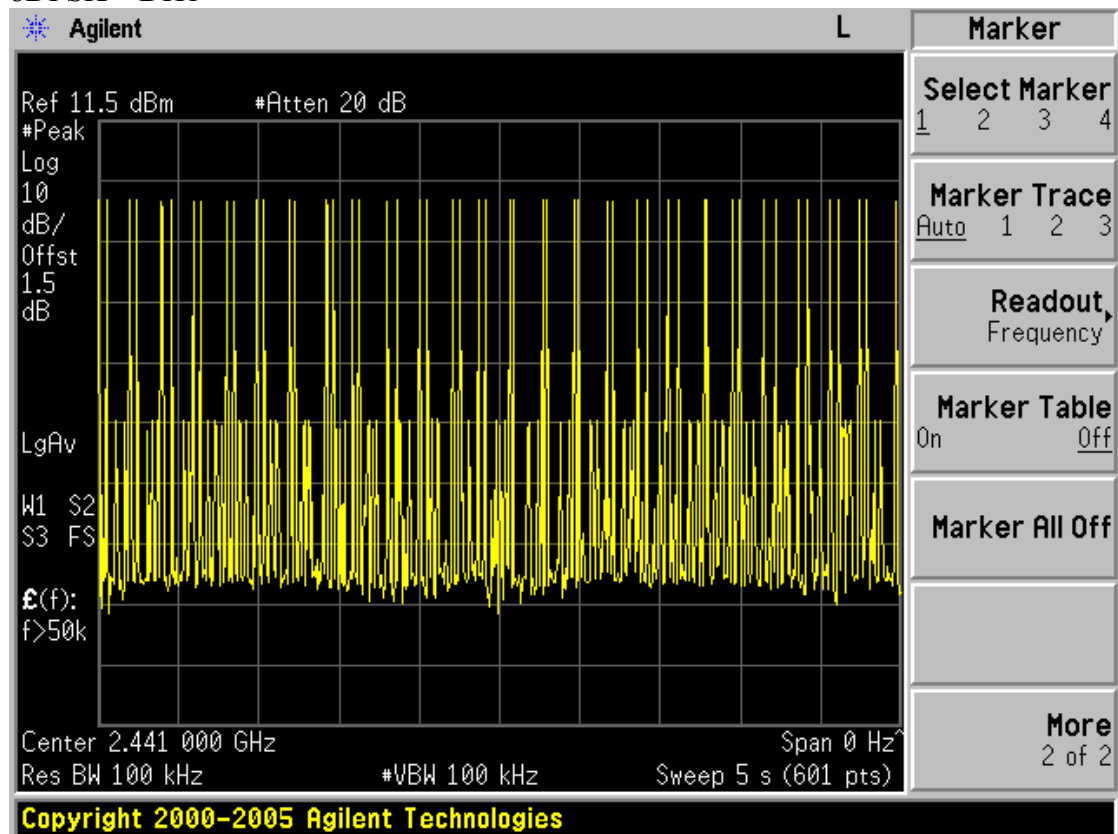 Agilent L Marker
Ref 11.5 dBm #Atten 20 dB
#Peak
Log
10
dB/
Offst
1.5
dB
LgAv
W1 S2
S3 FS
£(f):
f>50k
Center 2.441 000 GHz Span 0 Hz^
Res BW 100 kHz #VBW 100 kHz Sweep 5 s (601 pts)
Select Marker
1 2 3 4
Marker Trace
Auto 1 2 3
Readout
Frequency
Marker Table
On Off
Marker All Off
More
2 of 2
Copyright 2000-2005 Agilent Technologies